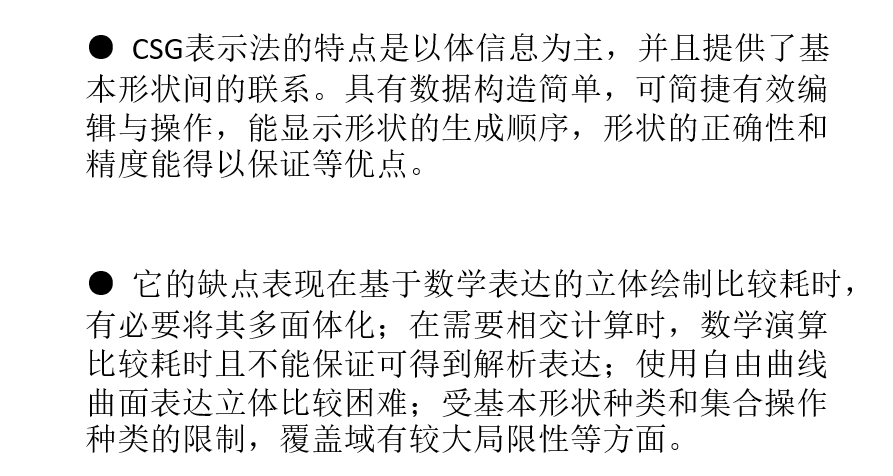 ● CSG表示法的特点是以体信息为主，并且提供了基
本形状间的联系。具有数据构造简单，可简捷有效编
辑与操作，能显示形状的生成顺序，形状的正确性和
精度能得以保证等优点。
● 它的缺点表现在基于数学表达的立体绘制比较耗时，
有必要将其多面体化；在需要相交计算时，数学演算
比较耗时且不能保证可得到解析表达；使用自由曲线
曲面表达立体比较困难；受基本形状种类和集合操作
种类的限制，覆盖域有较大局限性等方面。